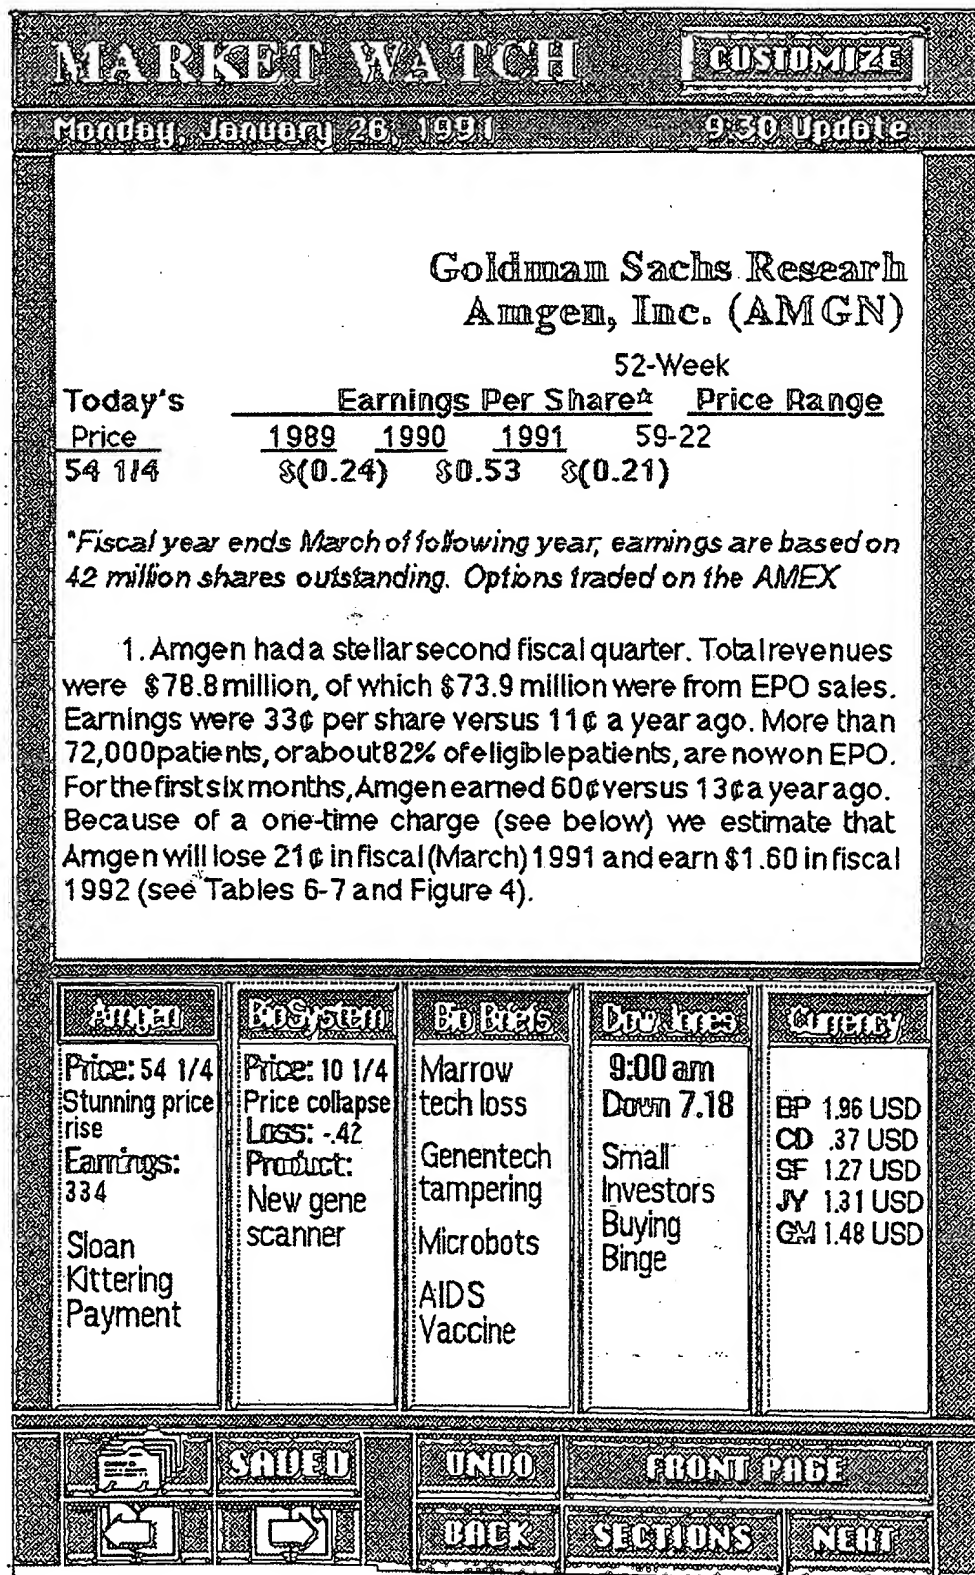 MARKET WATCH
CUSTOMIZE
Monday, January 26, 1991 9:30 Update
Goldman Sachs Researh
Amgen, Inc. (AMGN)
52-Week
Today's Earnings Per Share* Price Range
Price 1989 1990 1991 59-22
54 1/4 $(0.24) $0.53 $(0.21)
*Fiscal year ends March of following year, earnings are based on
42 million shares outstanding. Options traded on the AMEX
1. Amgen had a stellar second fiscal quarter. Total revenues
were $78.8 million, of which $73.9 million were from EPO sales.
Earnings were 33¢ per share versus 11¢ a year ago. More than
72,000 patients, or about 82% of eligible patients, are now on EPO.
For the first six months, Amgen earned 60¢ versus 13¢ a year ago.
Because of a one-time charge (see below) we estimate that
Amgen will lose 21¢ in fiscal (March) 1991 and earn $1.60 in fiscal
1992 (see Tables 6-7 and Figure 4).
Amgen
Price: 54 1/4
Stunning price
rise
Earnings:
334
Sloan
Kittering
Payment
BioSystem
Price: 10 1/4
Price collapse
Loss: -.42
Product:
New gene
scanner
Bio Briefs
Marrow
tech loss
Genentech
tampering
Microbots
AIDS
Vaccine
Dow Jones
9:00 am
Down 7.18
Small
Investors
Buying
Binge
Currency
BP 1.96 USD
CD .37 USD
SF 1.27 USD
JY 1.31 USD
GM 1.48 USD
SAVED
UNDO
FRONT PAGE
BACK
SECTIONS
NEXT